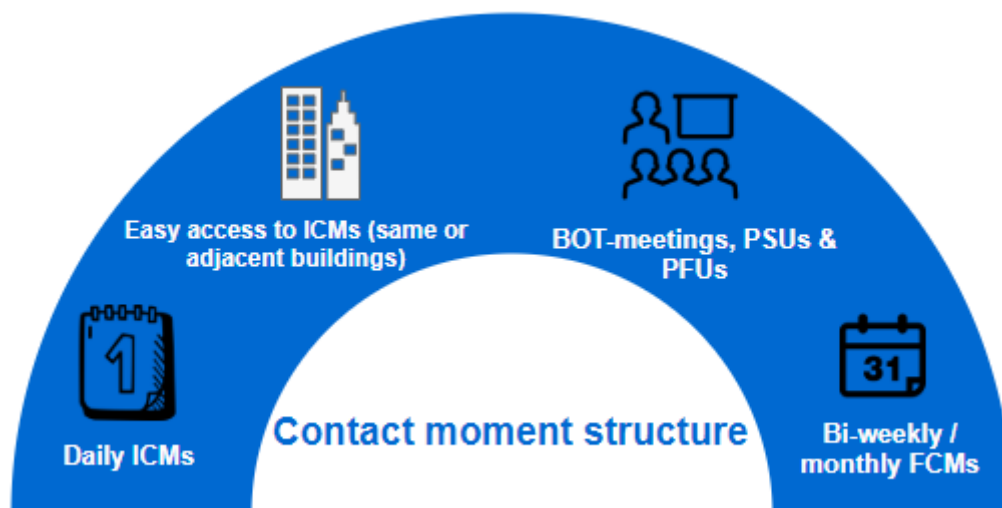 Easy access to ICMs (same or
adjacent buildings)
BOT-meetings, PSUs &
PFUs
1
Daily ICMs
31
Bi-weekly /
monthly FCMs
Contact moment structure